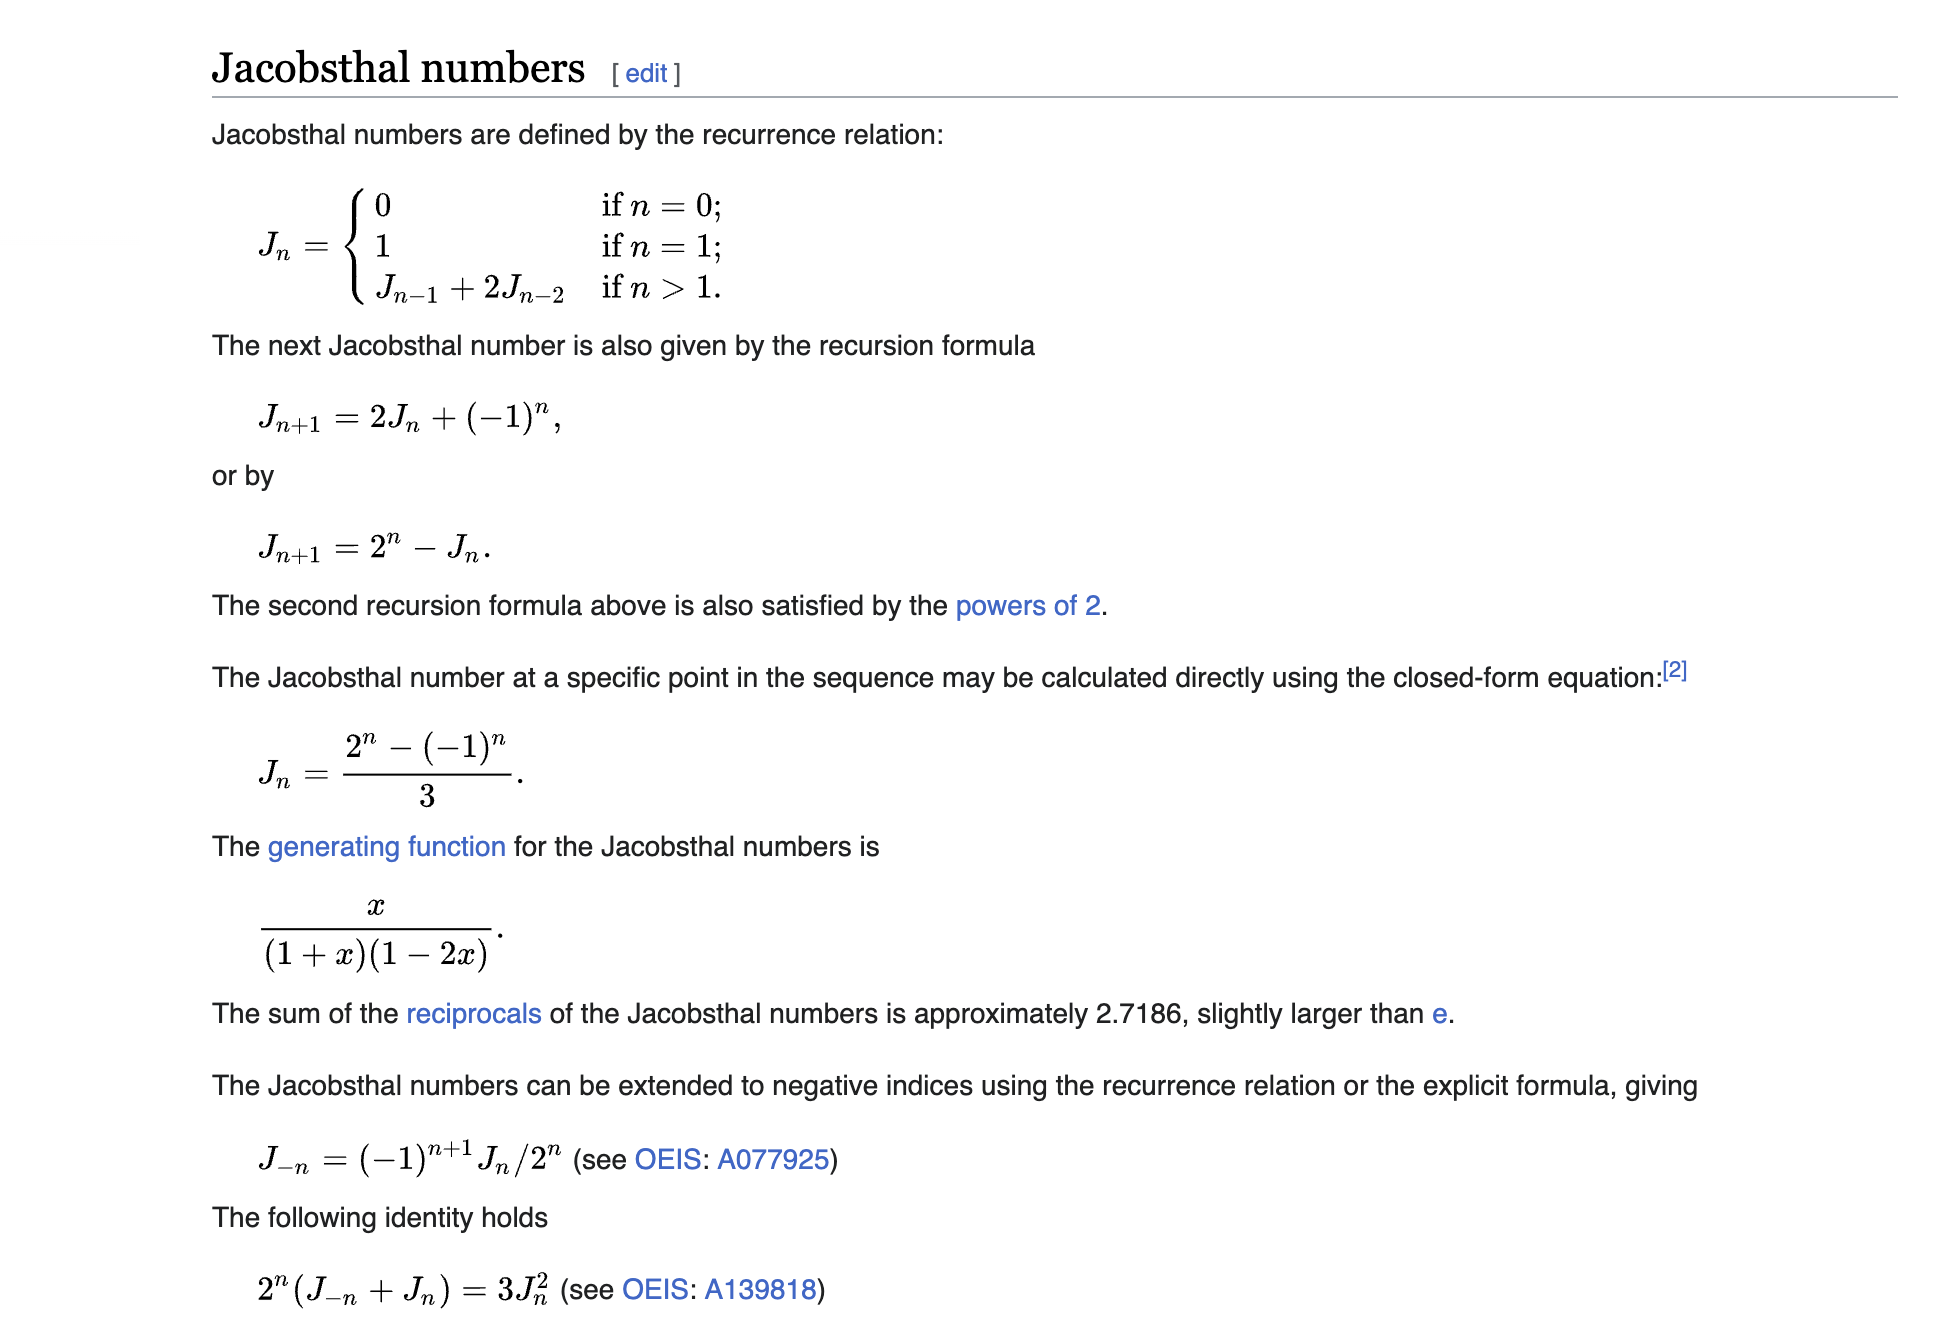 Jacobsthal numbers [ edit ]
Jacobsthal numbers are defined by the recurrence relation:
J_n = { 0 if n = 0;
1 if n = 1;
J_{n−1} + 2J_{n−2} if n > 1.
The next Jacobsthal number is also given by the recursion formula
J_{n+1} = 2J_n + (−1)^n,
or by
J_{n+1} = 2^n − J_n.
The second recursion formula above is also satisfied by the powers of 2.
The Jacobsthal number at a specific point in the sequence may be calculated directly using the closed-form equation:[2]
J_n = \frac{2^n − (−1)^n}{3}.
The generating function for the Jacobsthal numbers is
\frac{x}{(1 + x)(1 − 2x)}.
The sum of the reciprocals of the Jacobsthal numbers is approximately 2.7186, slightly larger than e.
The Jacobsthal numbers can be extended to negative indices using the recurrence relation or the explicit formula, giving
J_{−n} = (−1)^{n+1} J_n/2^n (see OEIS: A077925)
The following identity holds
2^n(J_{−n} + J_n) = 3J_n^2 (see OEIS: A139818)